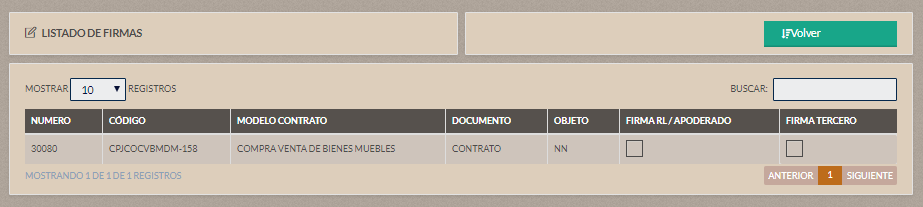 LISTADO DE FIRMAS
Volver
MOSTRAR 10 REGISTROS
BUSCAR:
NUMERO CÓDIGO MODELO CONTRATO DOCUMENTO OBJETO FIRMA RL / APODERADO FIRMA TERCERO
30080 CPJCOCVBMDM-158 COMPRA VENTA DE BIENES MUEBLES CONTRATO NN
MOSTRANDO 1 DE 1 DE 1 REGISTROS
ANTERIOR 1 SIGUIENTE